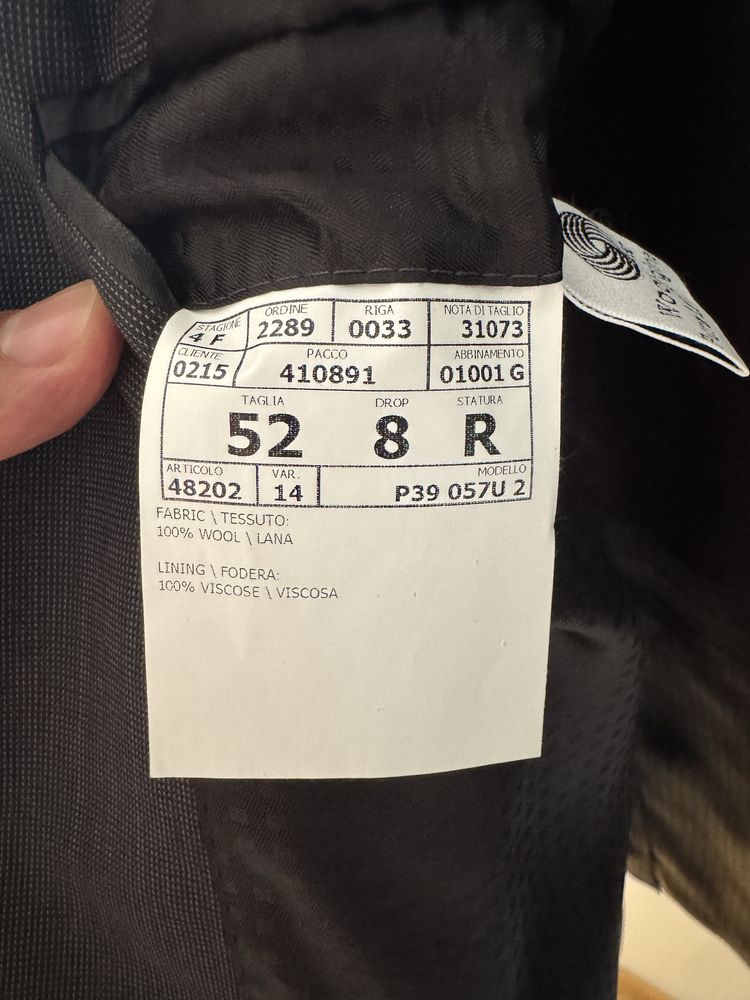 STAGIONE ORDINE RIGA NOTA DI TAGLIO
4 F 2289 0033 31073
CLIENTE PACCO ABBINAMENTO
0215 410891 01001 G
TAGLIA DROP STATURA
52 8 R
ARTICOLO VAR. MODELLO
48202 14 P39 057U 2
FABRIC \ TESSUTO:
100% WOOL \ LANA
LINING \ FODERA:
100% VISCOSE \ VISCOSA